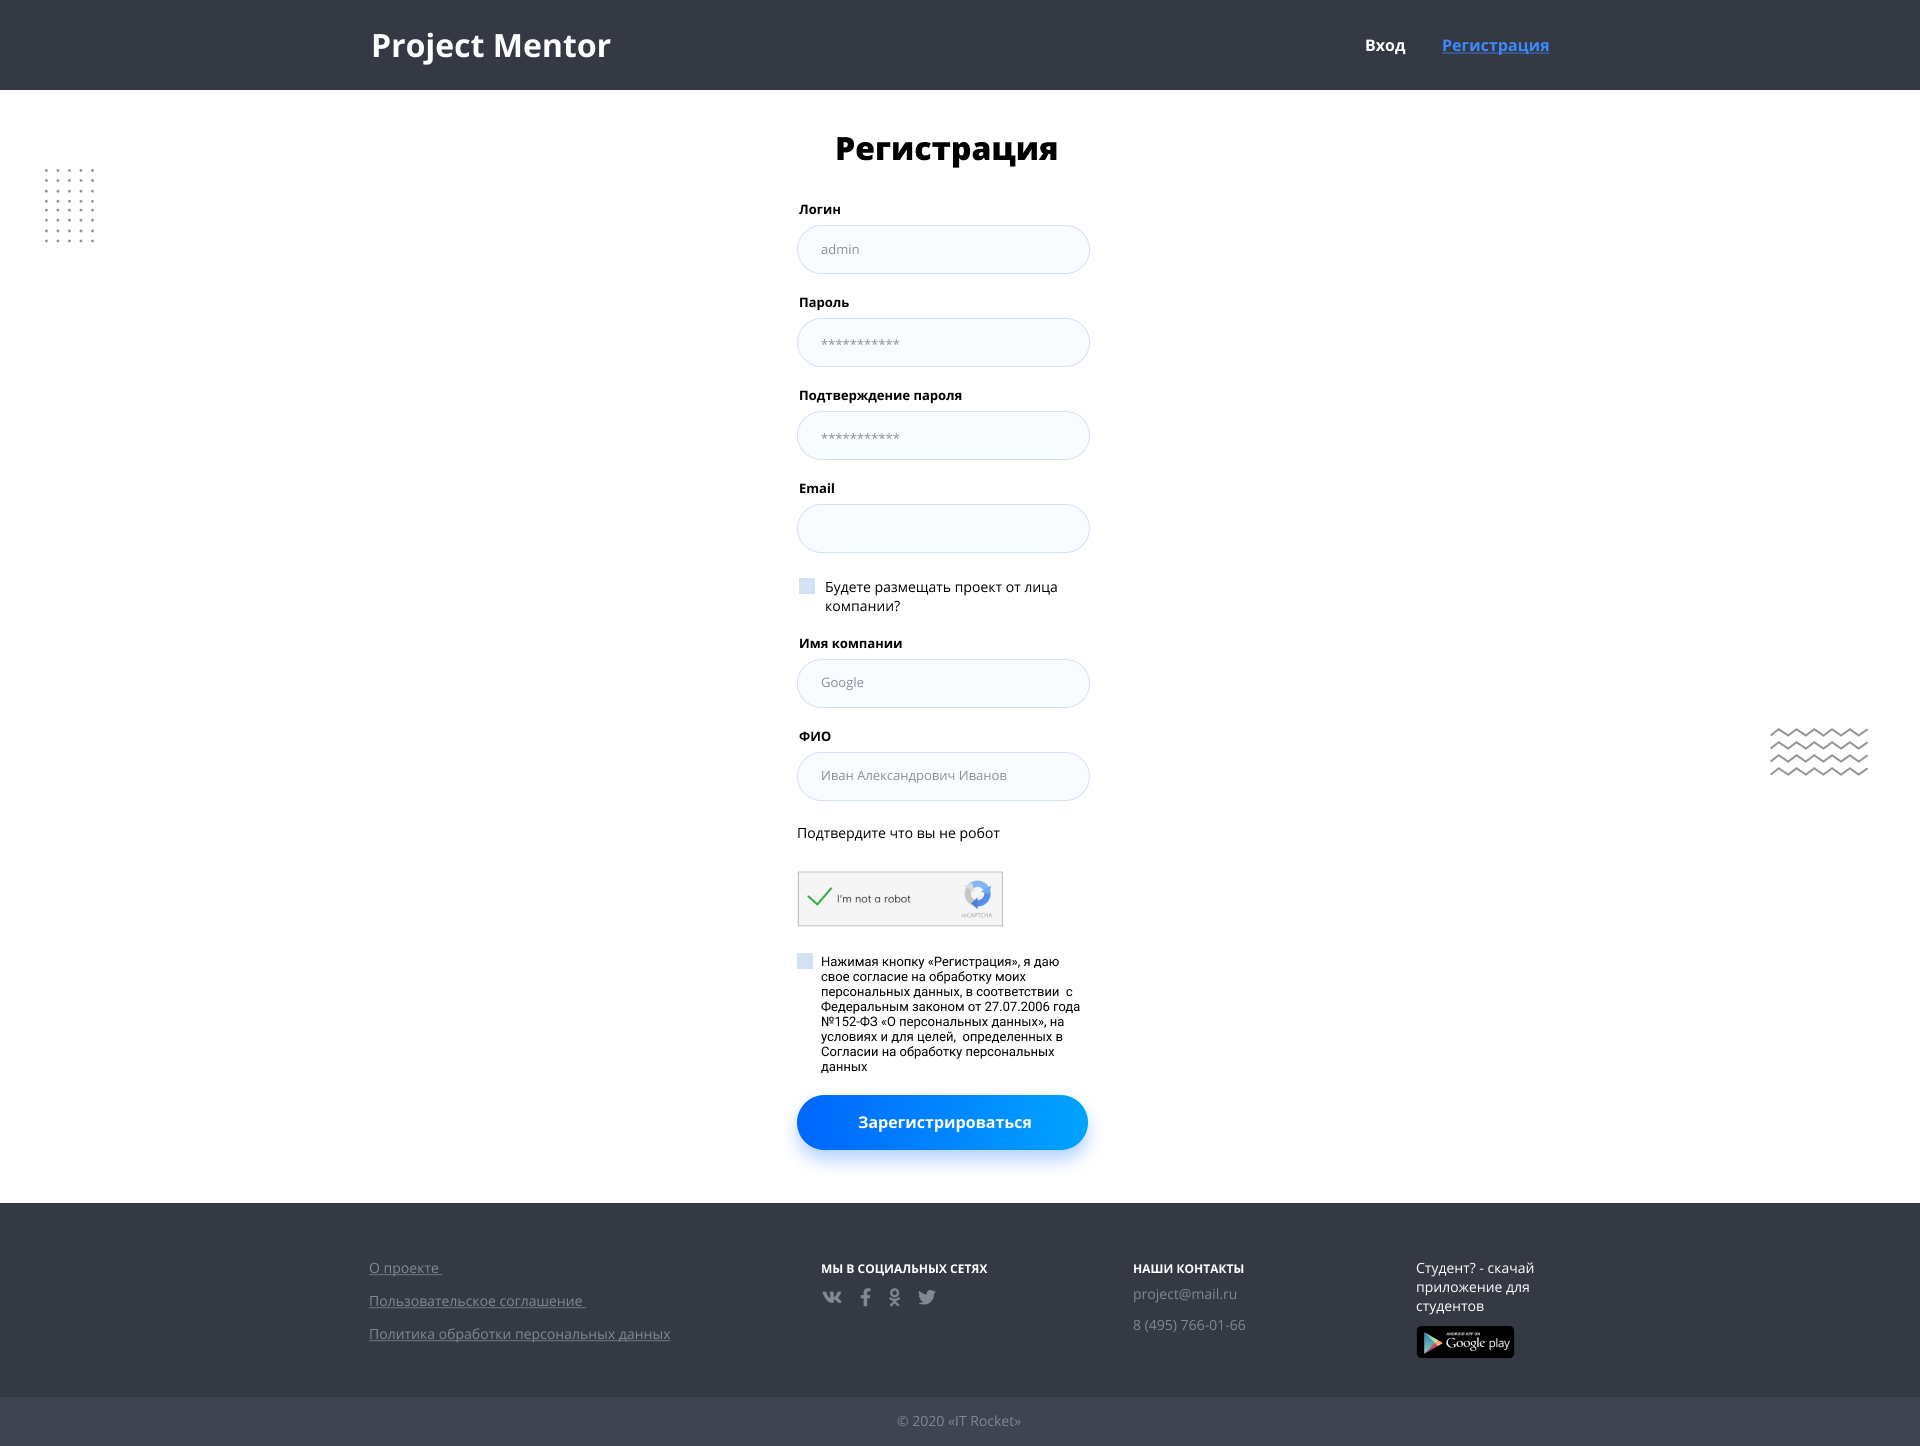 Project Mentor
Вход
Регистрация
Регистрация
Логин
admin
Пароль
***********
Подтверждение пароля
***********
Email
Будете размещать проект от лица
компании?
Имя компании
Google
ФИО
Иван Александрович Иванов
Подтвердите что вы не робот
I'm not a robot
reCAPTCHA
Нажимая кнопку «Регистрация», я даю
свое согласие на обработку моих
персональных данных, в соответствии с
Федеральным законом от 27.07.2006 года
№152-ФЗ «О персональных данных», на
условиях и для целей, определенных в
Согласии на обработку персональных
данных
Зарегистрироваться
О проекте
Пользовательское соглашение
Политика обработки персональных данных
МЫ В СОЦИАЛЬНЫХ СЕТЯХ
НАШИ КОНТАКТЫ
project@mail.ru
8 (495) 766-01-66
Студент? - скачай
приложение для
студентов
ANDROID APP ON
Google play
© 2020 «IT Rocket»